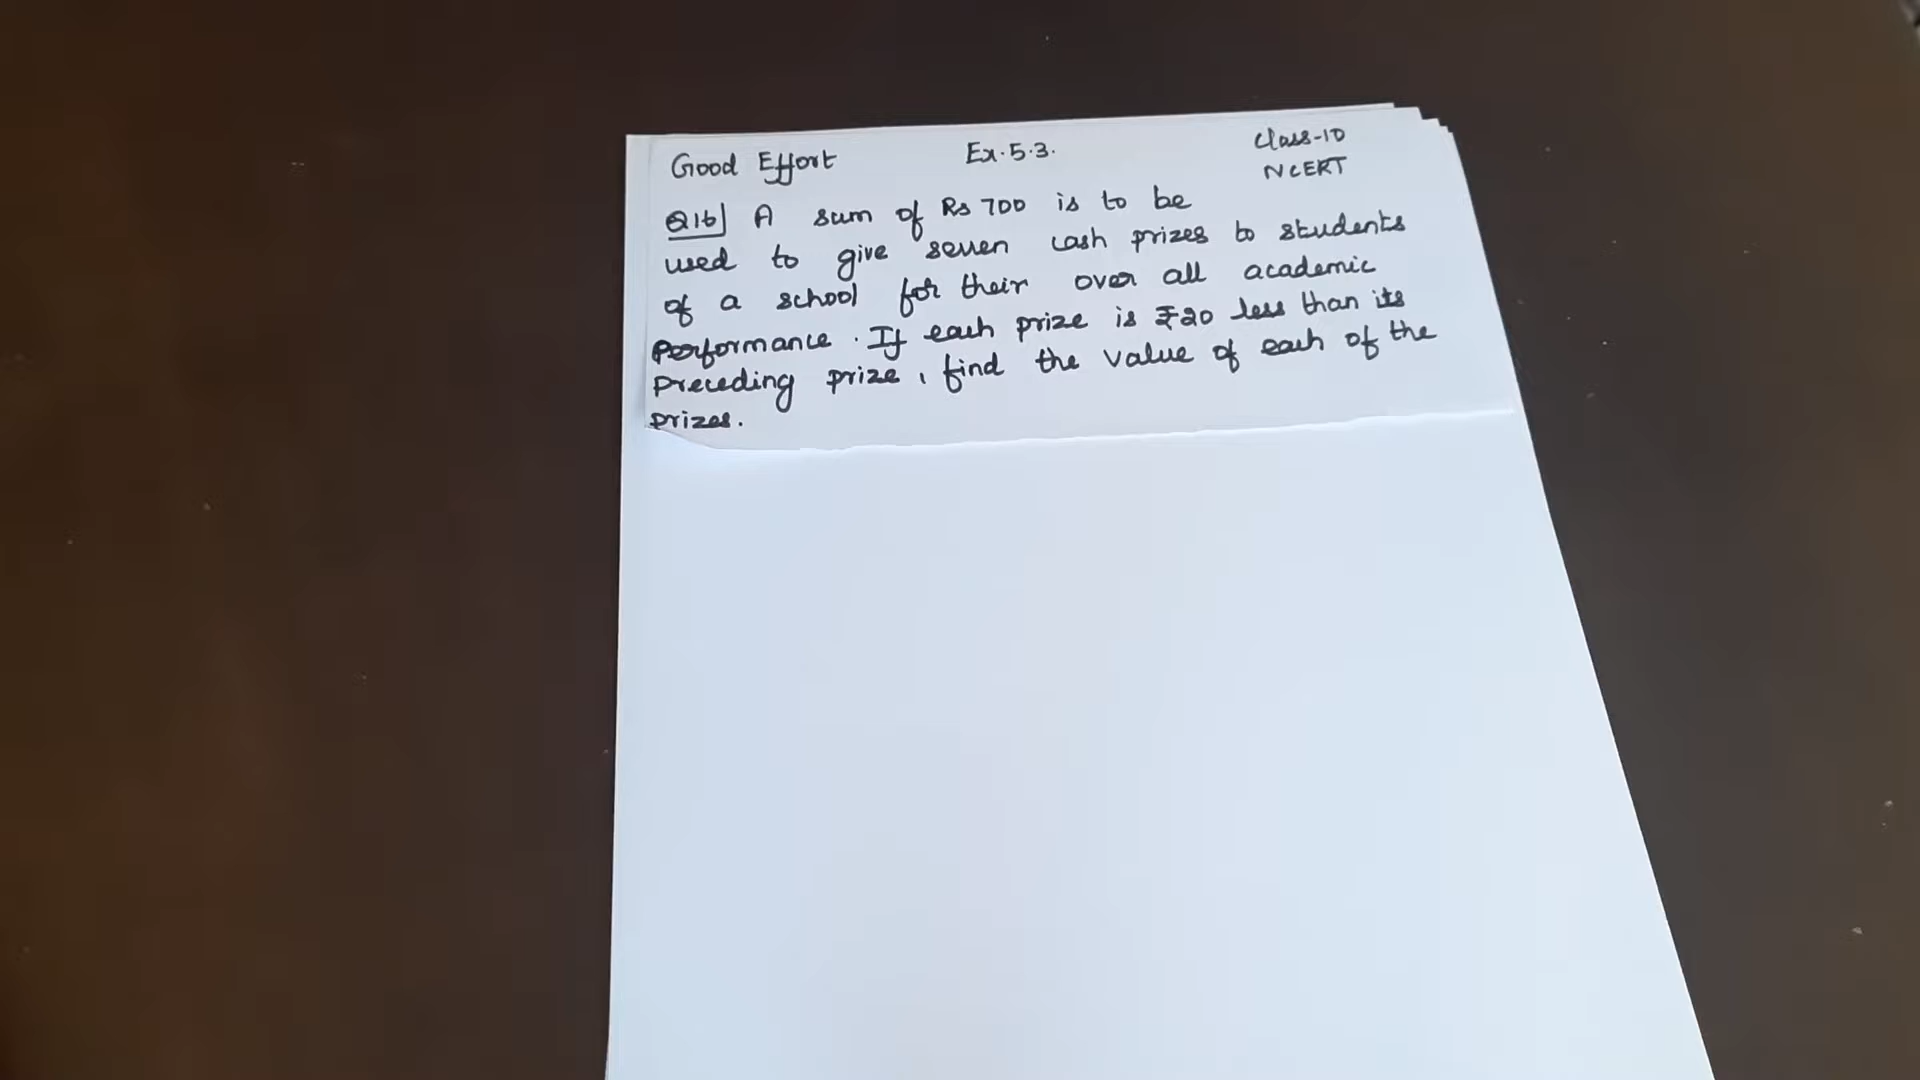 Good Effort Ex.5.3. Class-10
NCERT
Q16] A sum of Rs 700 is to be
used to give seven cash prizes to students
of a school for their over all academic
Performance. If each prize is ₹20 less than its
Preceding prize, find the value of each of the
prizes.